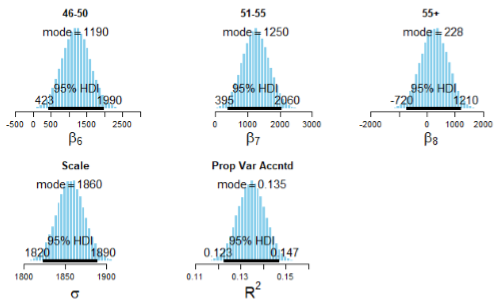 46-50
mode = 1190
95% HDI
423 1990
-500 0 500 1500 2500
β6
51-55
mode = 1250
95% HDI
395 2060
0 1000 2000 3000
β7
55+
mode = 228
95% HDI
-720 1210
-2000 -1000 0 1000 2000
β8
Scale
mode = 1860
95% HDI
1820 1890
1800 1850 1900
σ
Prop Var Accntd
mode = 0.135
95% HDI
0.123 0.147
0.11 0.13 0.15
R²